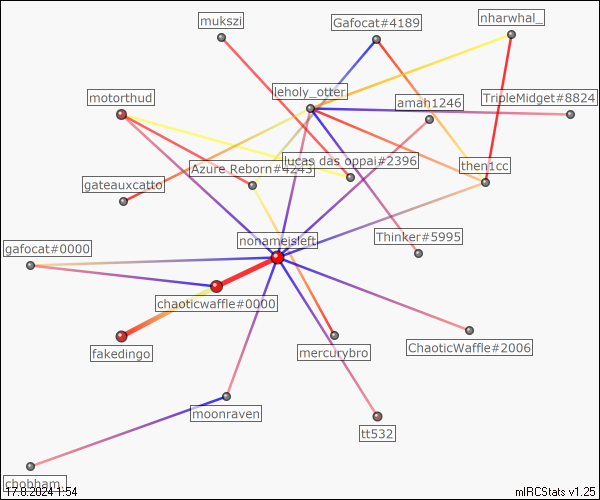 mukszi
Gafocat#4189
nharwhal_
leholy_otter
motorthud
amah1246
TripleMidget#8824
lucas das oppai#2396
Azure Reborn#4243
then1cc
gateauxcatto
nonameisleft
Thinker#5995
gafocat#0000
chaoticwaffle#0000
fakedingo
mercurybro
ChaoticWaffle#2006
moonraven
tt532
chobham_
17.8.2024 1:54
mIRCStats v1.25